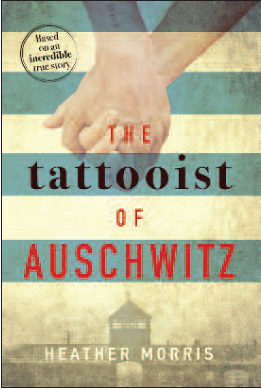 Based
on an
incredible
true story
THE
tattooist
OF
AUSCHWITZ
HEATHER MORRIS